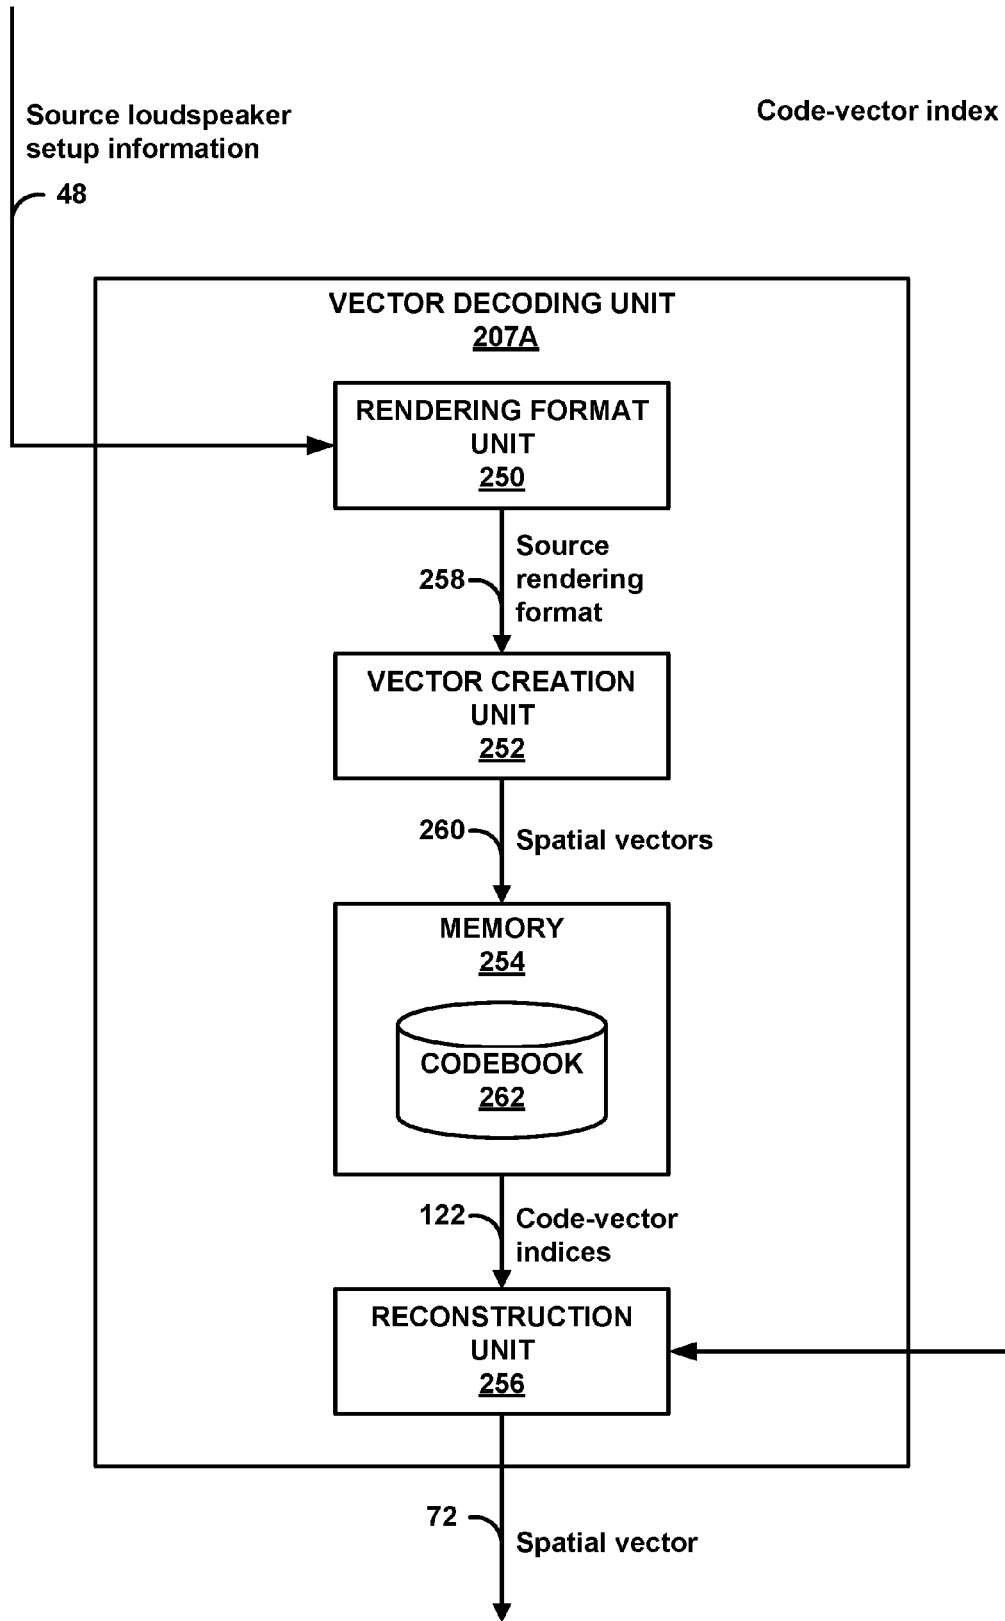 Source loudspeaker
setup information
48
Code-vector index
VECTOR DECODING UNIT
207A
RENDERING FORMAT
UNIT
250
258
Source
rendering
format
VECTOR CREATION
UNIT
252
260
Spatial vectors
MEMORY
254
CODEBOOK
262
122
Code-vector
indices
RECONSTRUCTION
UNIT
256
72
Spatial vector